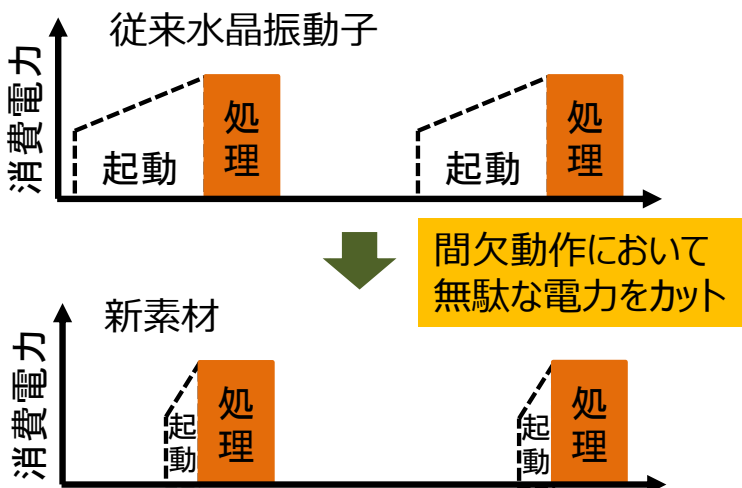 従来水晶振動子
消費電力
起動
処理
起動
処理
間欠動作において
無駄な電力をカット
新素材
消費電力
起動
処理
起動
処理